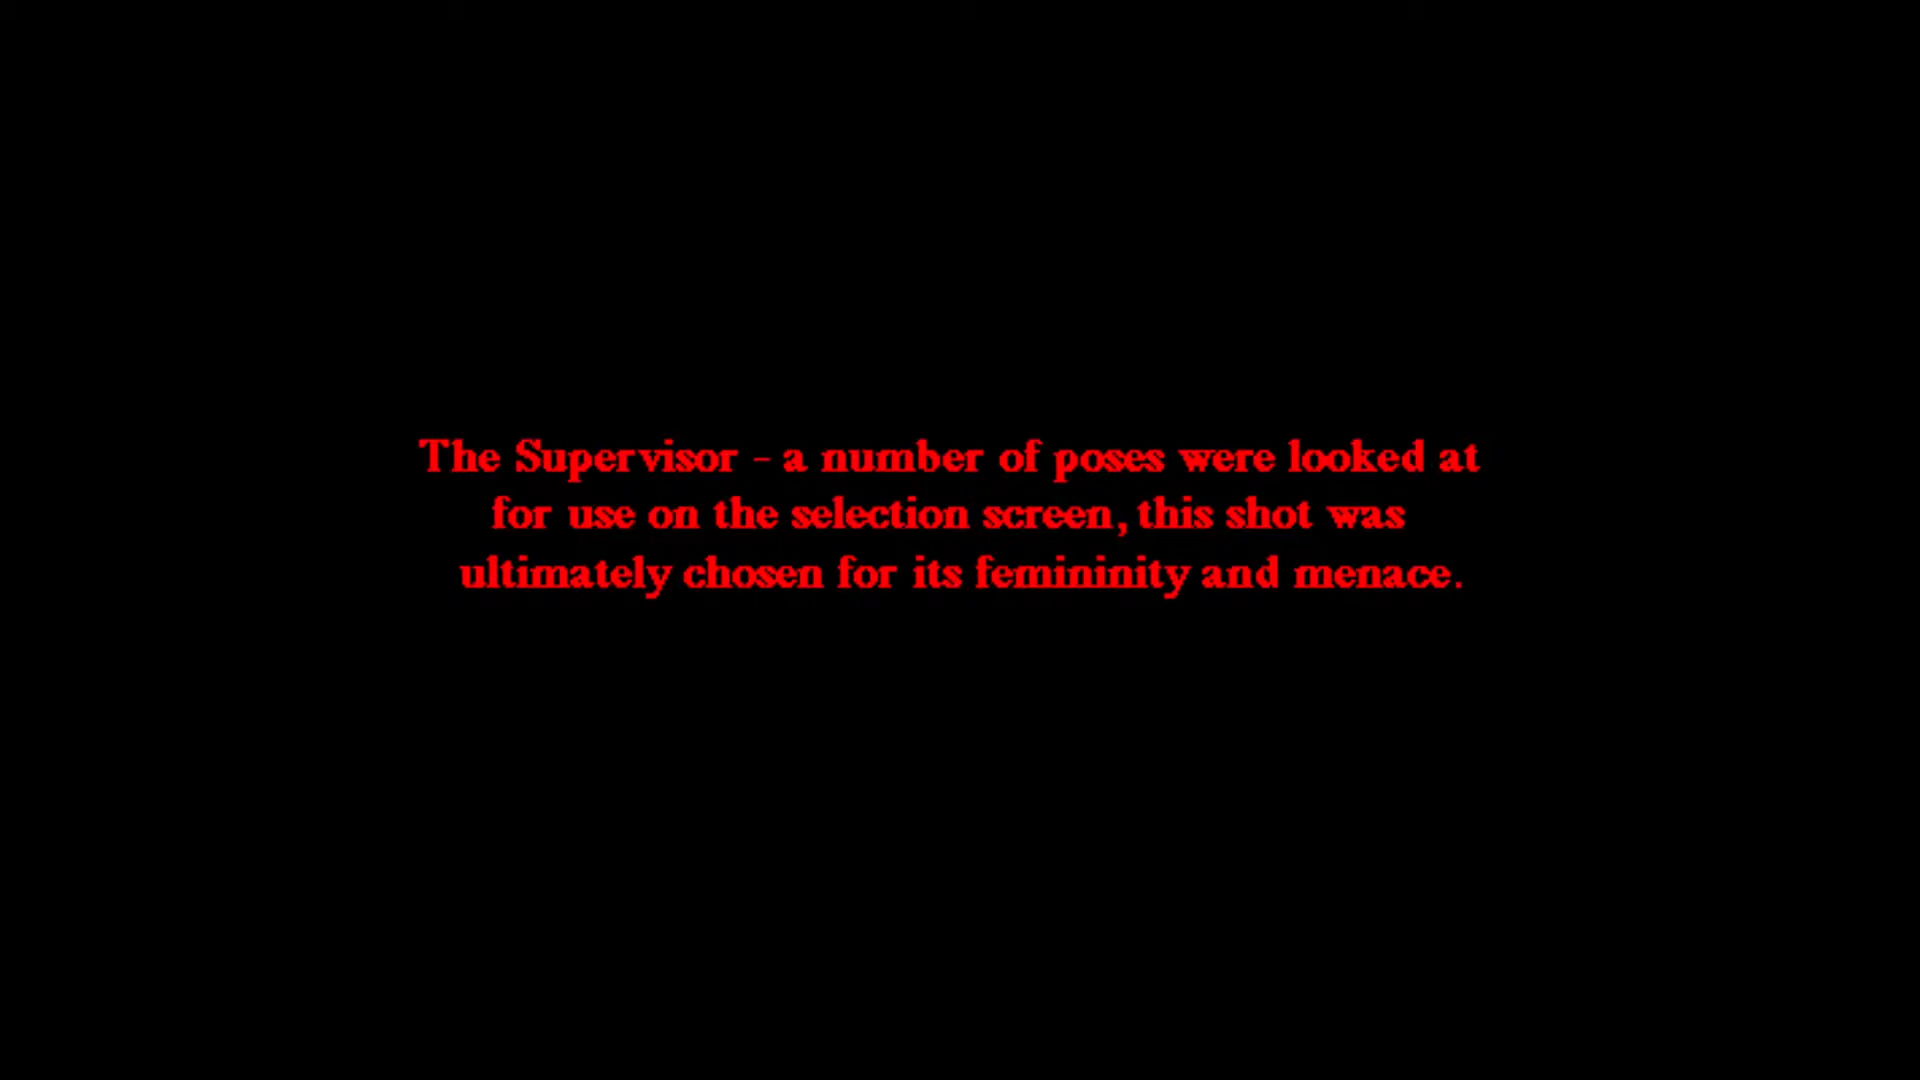 The Supervisor - a number of poses were looked at
for use on the selection screen, this shot was
ultimately chosen for its femininity and menace.